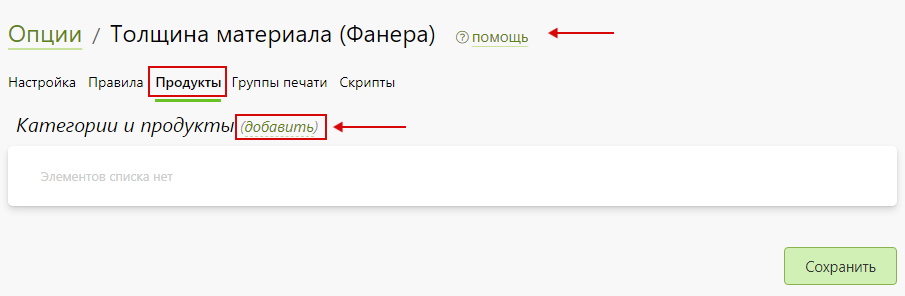 Опции / Толщина материала (Фанера) ? помощь
Настройка Правила Продукты Группы печати Скрипты
Категории и продукты (добавить)
Элементов списка нет
Сохранить